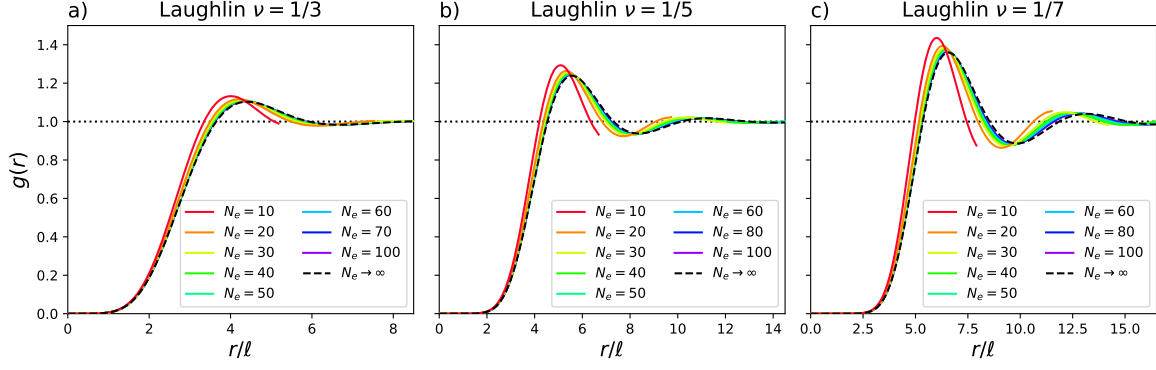 a) Laughlin ν = 1/3
1.4
1.2
1.0
0.8
0.6
0.4
0.2
0.0
g(r)
0 2 4 6 8
r/ℓ
N_e = 10
N_e = 20
N_e = 30
N_e = 40
N_e = 50
N_e = 60
N_e = 70
N_e = 100
N_e → ∞
b) Laughlin ν = 1/5
0 2 4 6 8 10 12 14
r/ℓ
N_e = 10
N_e = 20
N_e = 30
N_e = 40
N_e = 50
N_e = 60
N_e = 80
N_e = 100
N_e → ∞
c) Laughlin ν = 1/7
0.0 2.5 5.0 7.5 10.0 12.5 15.0
r/ℓ
N_e = 10
N_e = 20
N_e = 30
N_e = 40
N_e = 50
N_e = 60
N_e = 80
N_e = 100
N_e → ∞